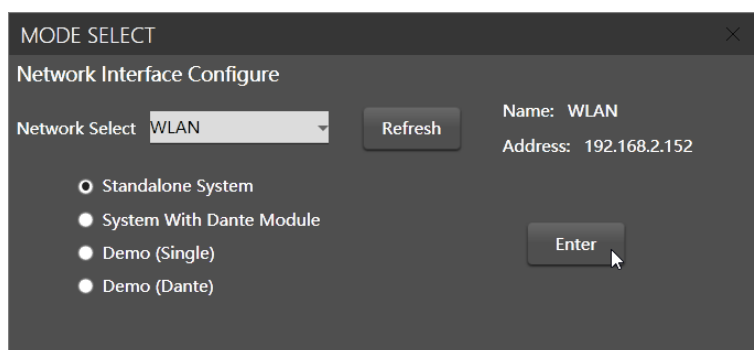 MODE SELECT
Network Interface Configure
Network Select WLAN Refresh
Name: WLAN
Address: 192.168.2.152
Standalone System
System With Dante Module
Demo (Single)
Demo (Dante)
Enter